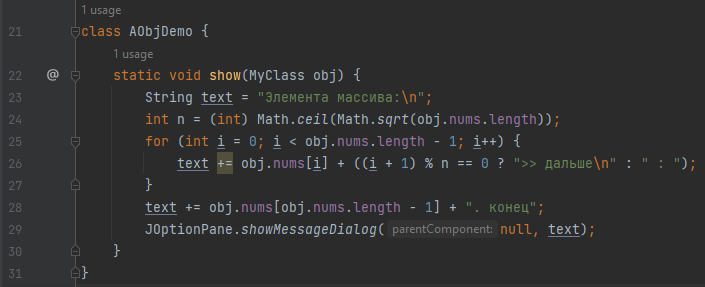 1 usage
21 class AObjDemo {
1 usage
22 @ static void show(MyClass obj) {
23 String text = "Элемента массива:\n";
24 int n = (int) Math.ceil(Math.sqrt(obj.nums.length));
25 for (int i = 0; i < obj.nums.length - 1; i++) {
26 text += obj.nums[i] + ((i + 1) % n == 0 ? ">> дальше\n" : " : ");
27 }
28 text += obj.nums[obj.nums.length - 1] + ". конец";
29 JOptionPane.showMessageDialog( parentComponent: null, text);
30 }
31 }